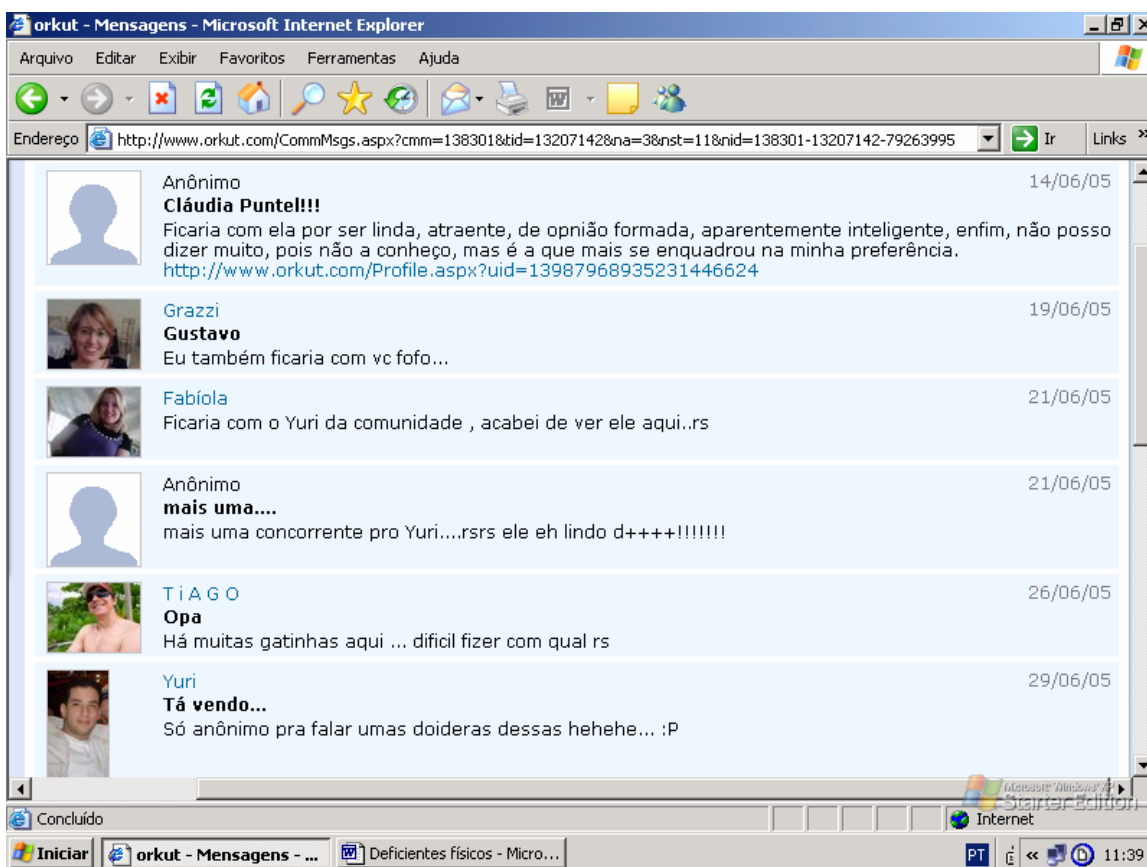 orkut - Mensagens - Microsoft Internet Explorer
Arquivo Editar Exibir Favoritos Ferramentas Ajuda
Endereço http://www.orkut.com/CommMsgs.aspx?cmm=138301&tid=13207142&na=3&nst=11&nid=138301-13207142-79263995 Ir Links »
Anônimo 14/06/05
Cláudia Puntel!!!
Ficaria com ela por ser linda, atraente, de opnião formada, aparentemente inteligente, enfim, não posso
dizer muito, pois não a conheço, mas é a que mais se enquadrou na minha preferência.
http://www.orkut.com/Profile.aspx?uid=13987968935231446624
Grazzi 19/06/05
Gustavo
Eu também ficaria com vc fofo...
Fabíola 21/06/05
Ficaria com o Yuri da comunidade , acabei de ver ele aqui..rs
Anônimo 21/06/05
mais uma....
mais uma concorrente pro Yuri....rsrs ele eh lindo d++++!!!!!!!
T i A G O 26/06/05
Opa
Há muitas gatinhas aqui ... dificil fizer com qual rs
Yuri 29/06/05
Tá vendo...
Só anônimo pra falar umas doideras dessas hehehe... :P
Microsoft Windows XP
Starter Edition
Concluído Internet
Iniciar orkut - Mensagens - ... Deficientes físicos - Micro... PT « 11:39